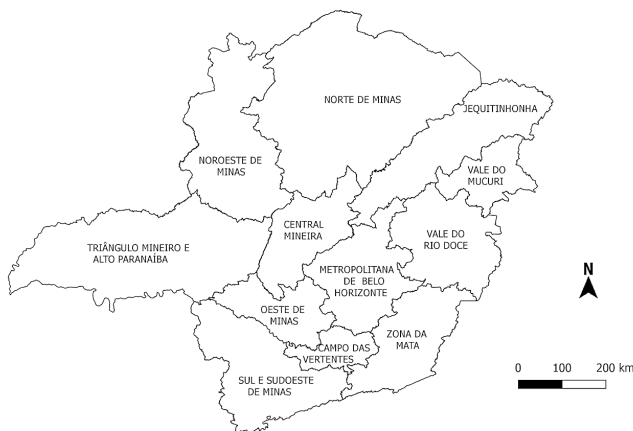 NORTE DE MINAS
JEQUITINHONHA
NOROESTE DE
MINAS
VALE DO
MUCURI
CENTRAL
MINEIRA
VALE DO
RIO DOCE
TRIÂNGULO MINEIRO E
ALTO PARANAÍBA
METROPOLITANA
DE BELO
HORIZONTE
N
OESTE DE
MINAS
ZONA DA
MATA
CAMPO DAS
VERTENTES
SUL E SUDOESTE
DE MINAS
0 100 200 km